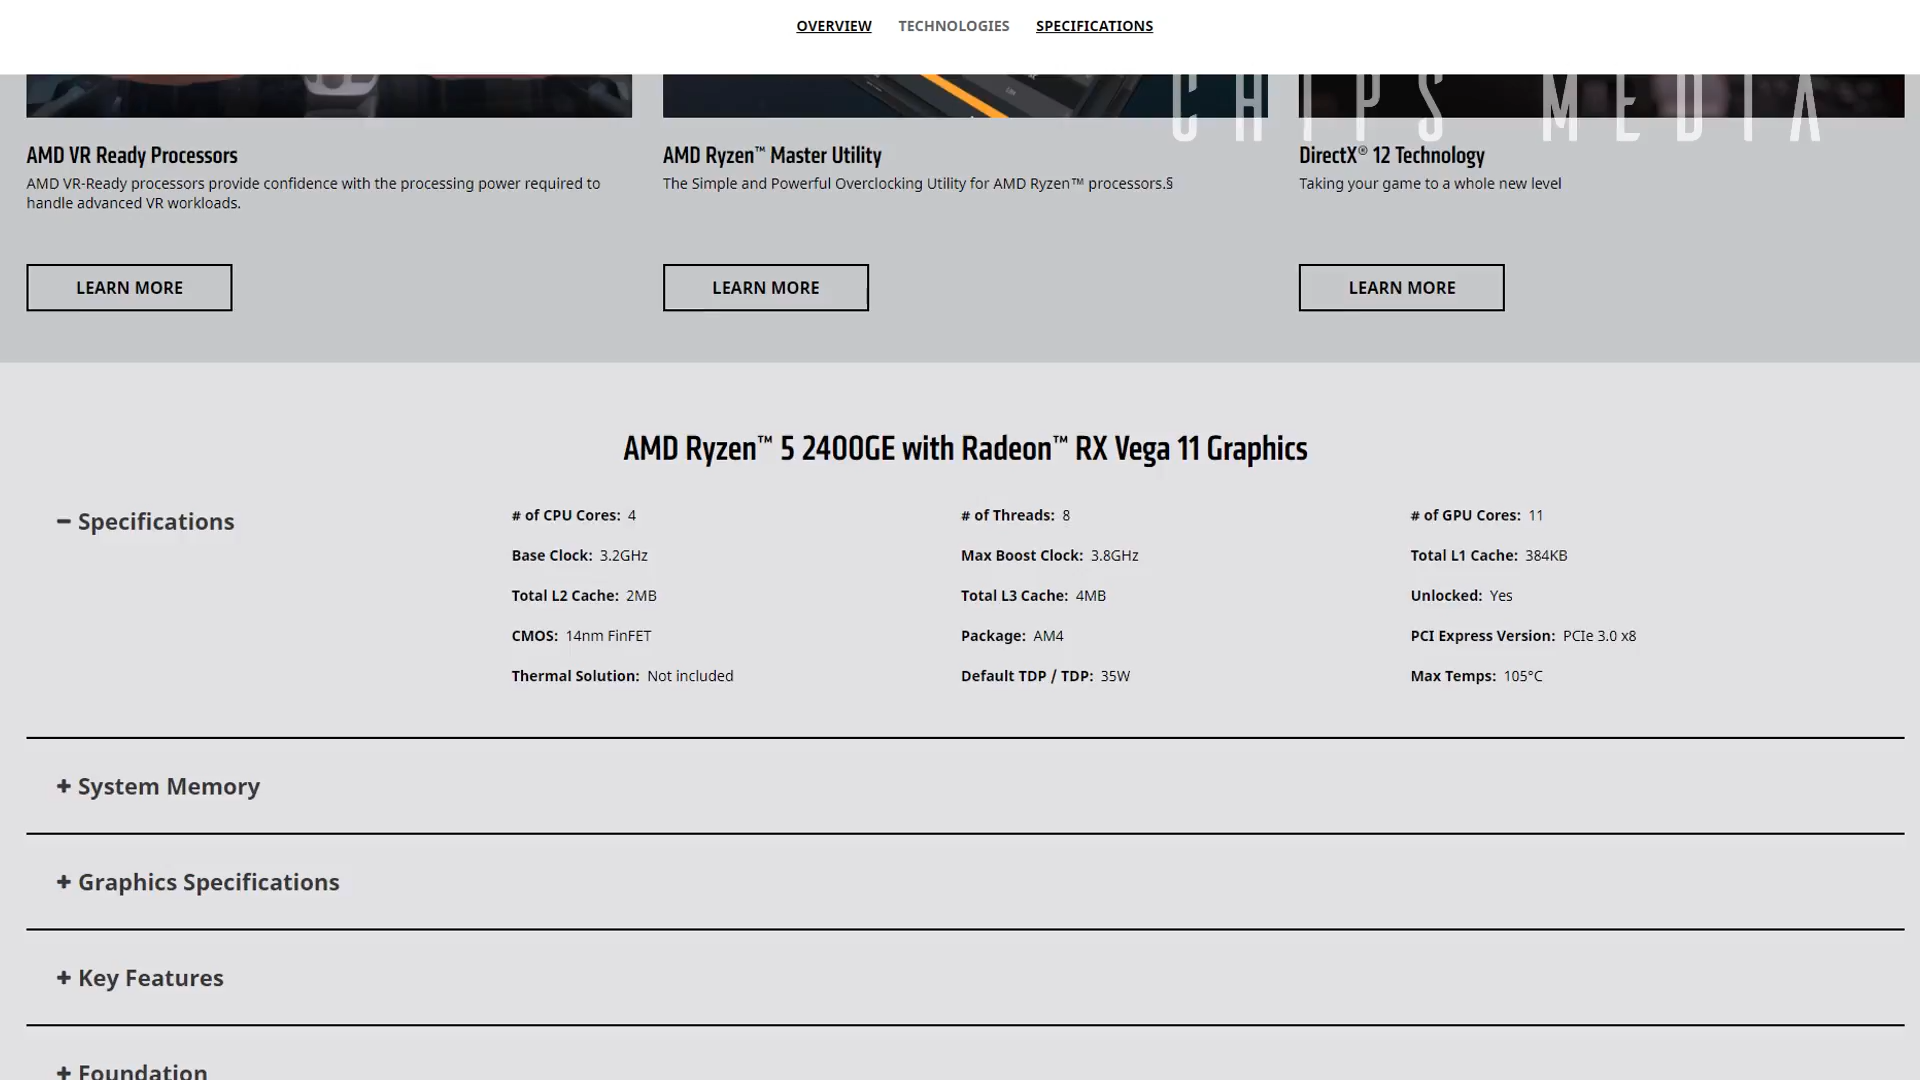 OVERVIEW TECHNOLOGIES SPECIFICATIONS
CHIPS MEDIA
AMD VR Ready Processors
AMD VR-Ready processors provide confidence with the processing power required to
handle advanced VR workloads.
LEARN MORE
AMD Ryzen™ Master Utility
The Simple and Powerful Overclocking Utility for AMD Ryzen™ processors.§
LEARN MORE
DirectX® 12 Technology
Taking your game to a whole new level
LEARN MORE
AMD Ryzen™ 5 2400GE with Radeon™ RX Vega 11 Graphics
− Specifications
# of CPU Cores: 4 # of Threads: 8 # of GPU Cores: 11
Base Clock: 3.2GHz Max Boost Clock: 3.8GHz Total L1 Cache: 384KB
Total L2 Cache: 2MB Total L3 Cache: 4MB Unlocked: Yes
CMOS: 14nm FinFET Package: AM4 PCI Express Version: PCIe 3.0 x8
Thermal Solution: Not included Default TDP / TDP: 35W Max Temps: 105°C
+ System Memory
+ Graphics Specifications
+ Key Features
+ Foundation